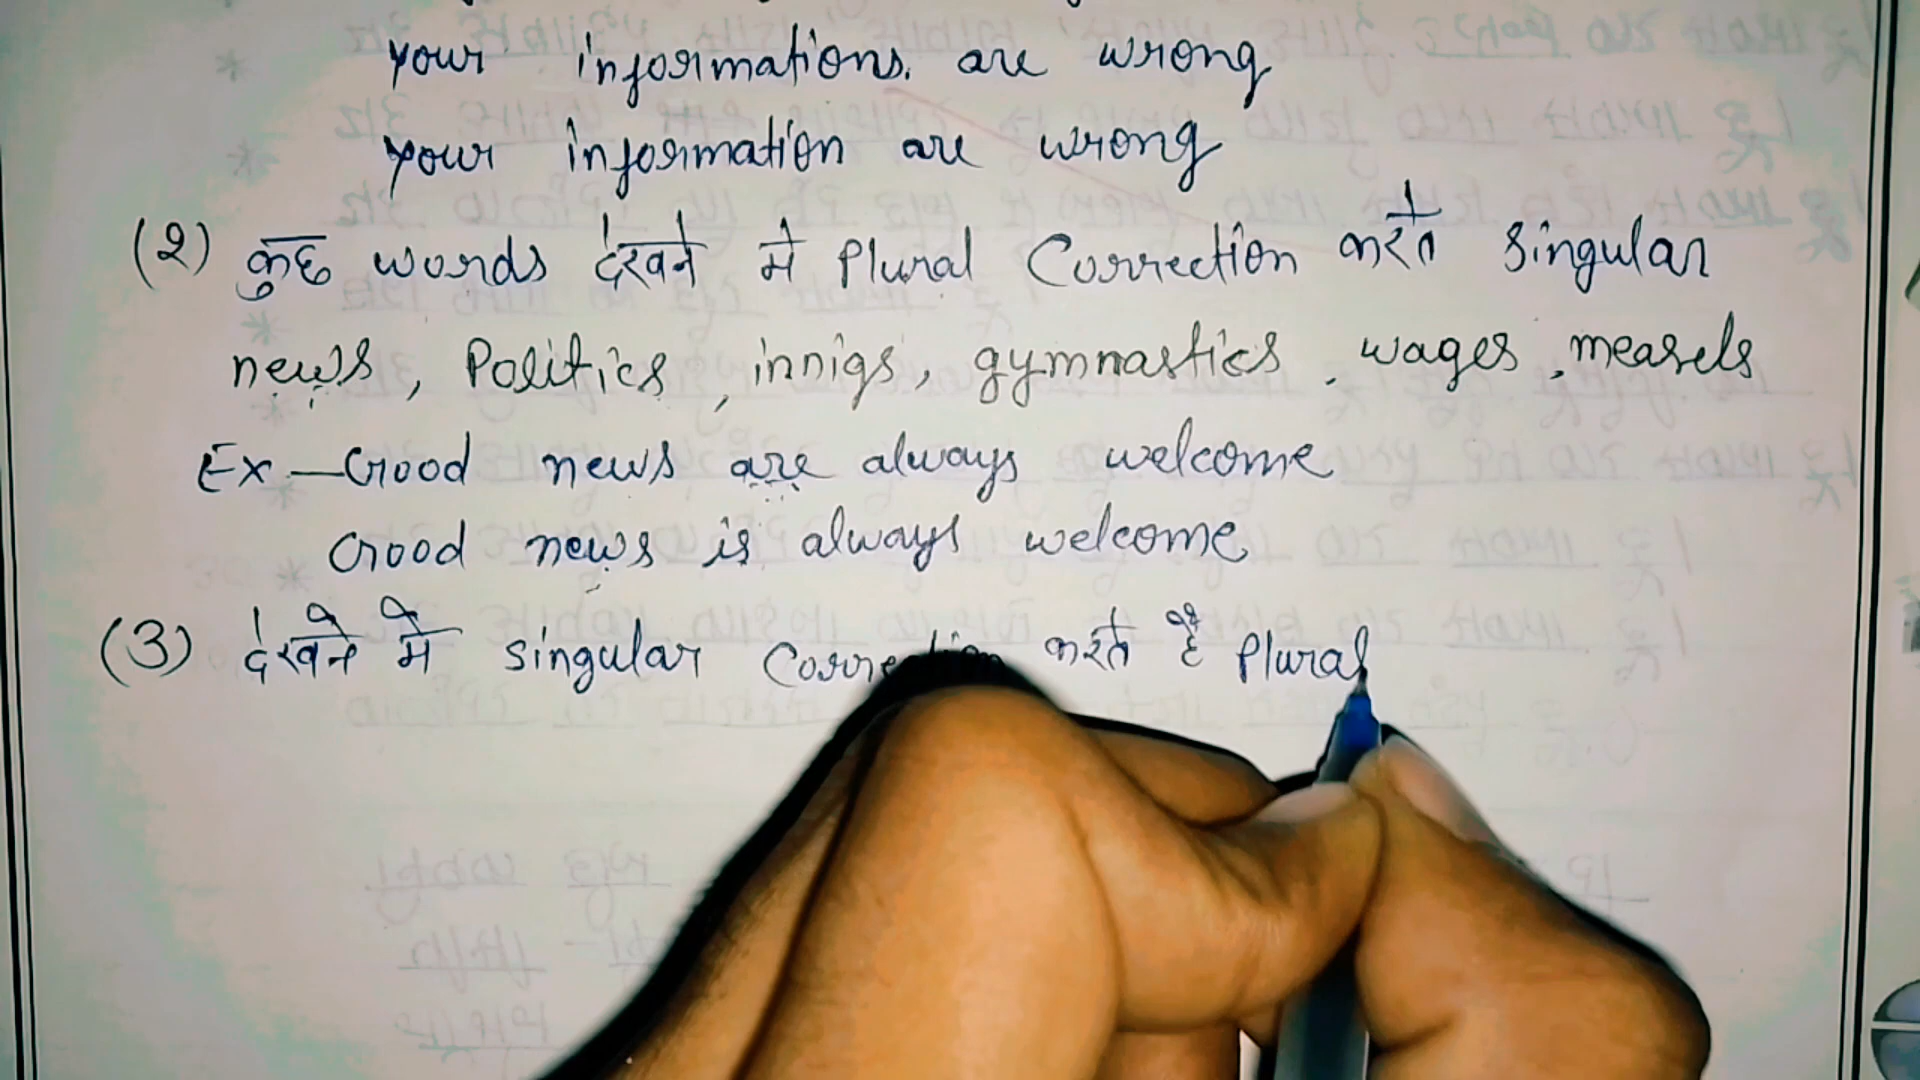 your informations. are wrong
your information are wrong
(2) कुछ words देखने मे Plural Correction करते Singular
news, Politics, innigs, gymnastics, wages, measels
Ex — Good news are always welcome
Good news is always welcome
(3) देखने मे singular Correction करते है Plural